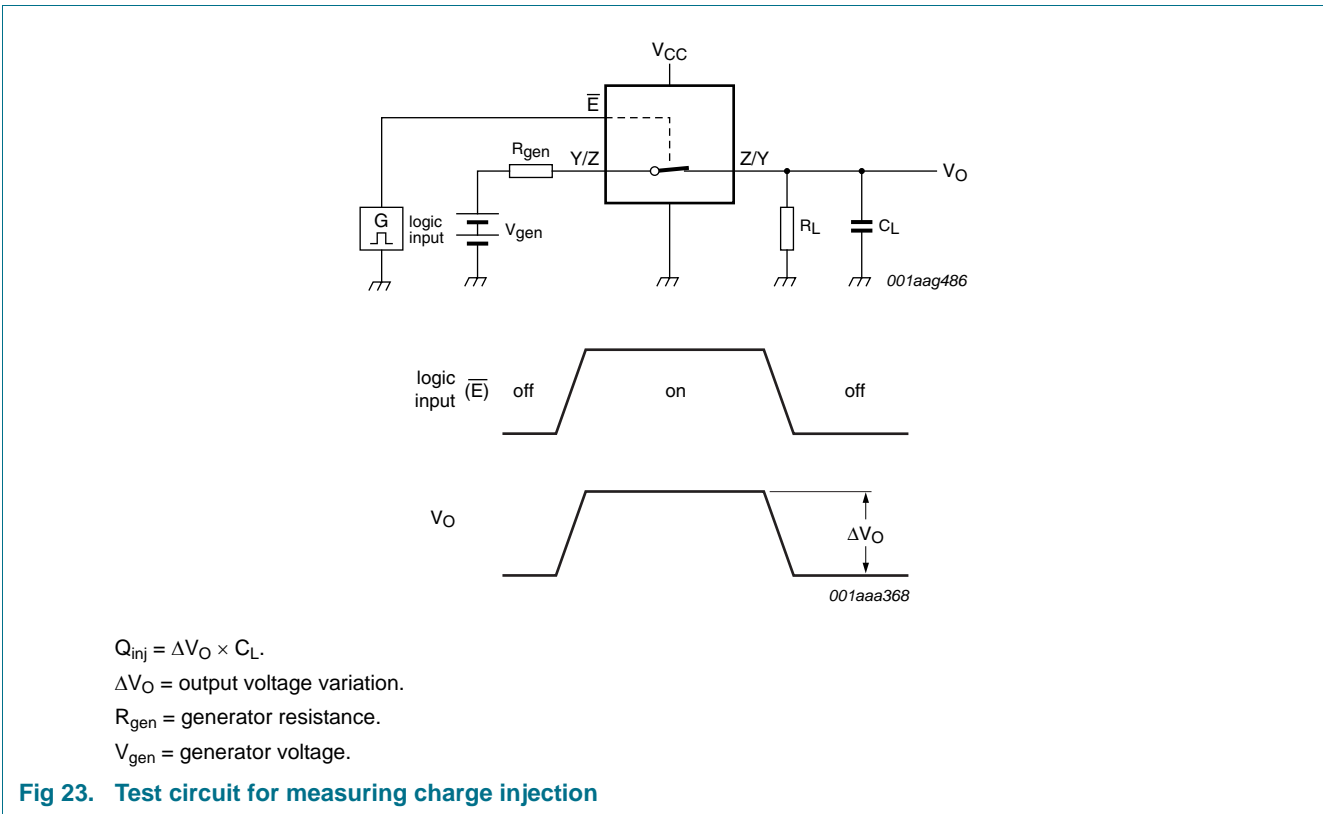 VCC
E̅
Rgen
Y/Z
Z/Y
VO
G
logic
input
Vgen
RL
CL
001aag486
logic
input
(E̅)
off
on
off
VO
ΔVO
001aaa368
Qinj = ΔVO × CL.
ΔVO = output voltage variation.
Rgen = generator resistance.
Vgen = generator voltage.
Fig 23. Test circuit for measuring charge injection